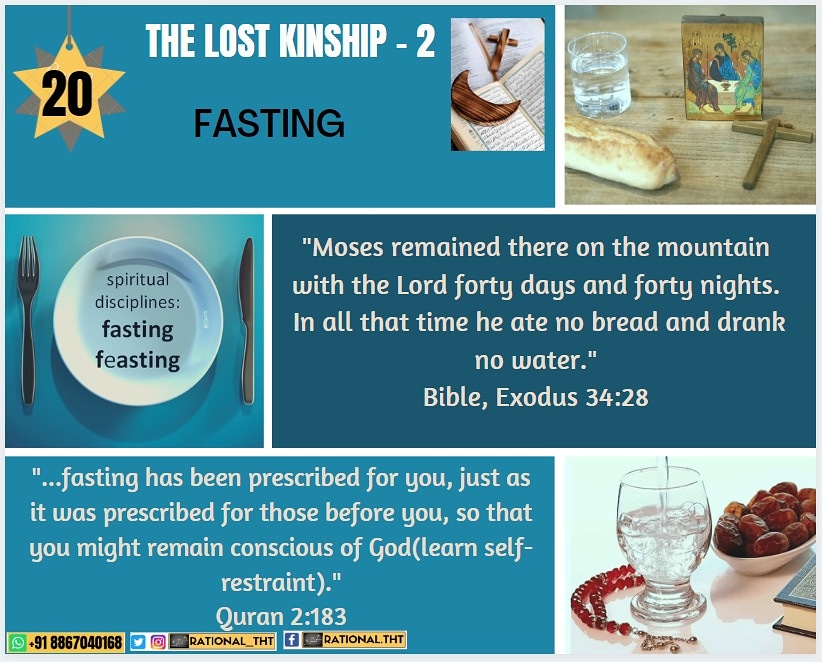 THE LOST KINSHIP - 2
20
FASTING
spiritual
disciplines:
fasting
feasting
"Moses remained there on the mountain
with the Lord forty days and forty nights.
In all that time he ate no bread and drank
no water."
Bible, Exodus 34:28
"...fasting has been prescribed for you, just as
it was prescribed for those before you, so that
you might remain conscious of God(learn self-
restraint)."
Quran 2:183
+91 8867040168
RATIONAL_THT
RATIONAL.THT